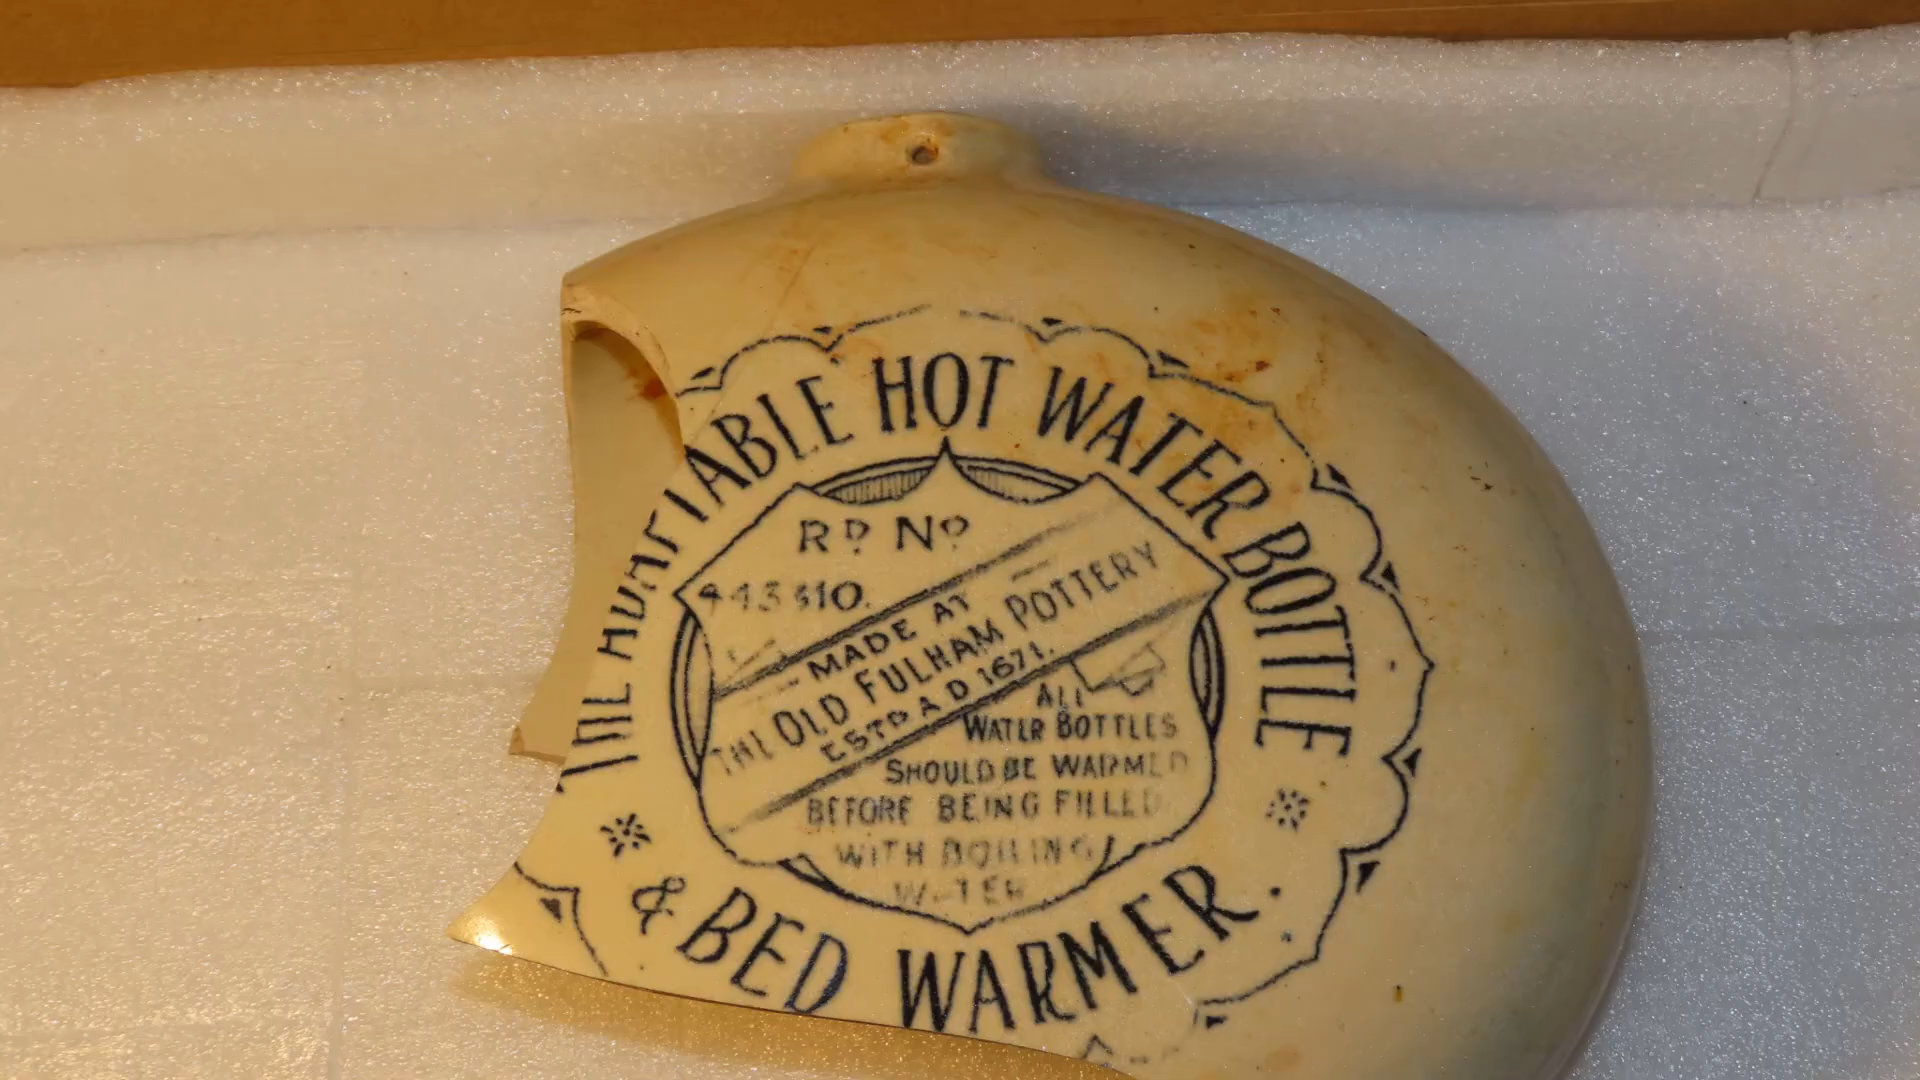 THE ADAPTABLE HOT WATER BOTTLE
& BED WARMER.
RD NO
MADE AT
THE OLD FULHAM POTTERY
ESTD A D 1671.
ALL
WATER BOTTLES
SHOULD BE WARMED
BEFORE BEING FILLED
WITH BOILING
WATER